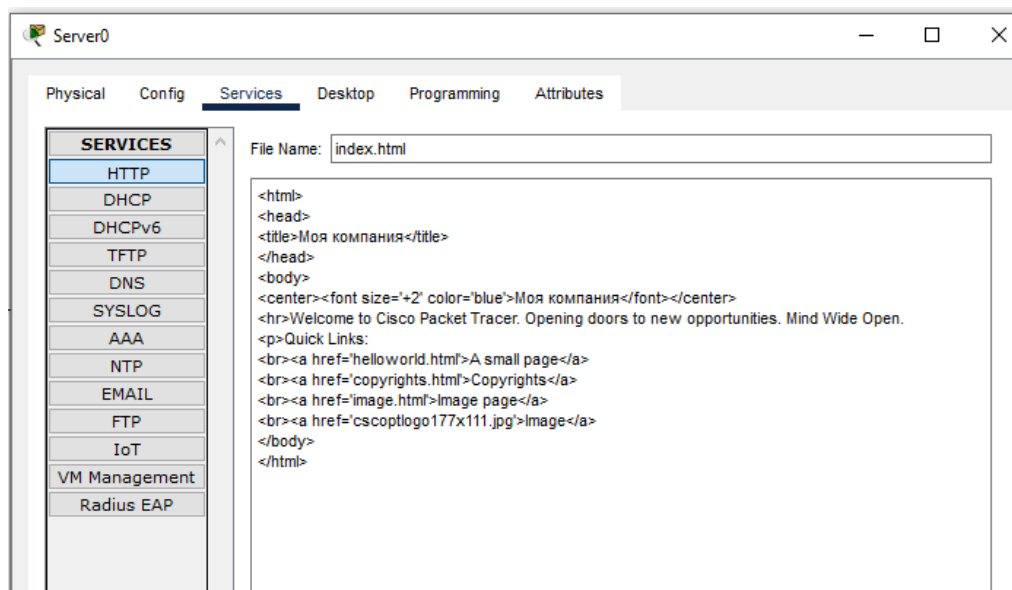 Server0
Physical Config Services Desktop Programming Attributes
SERVICES
HTTP
DHCP
DHCPv6
TFTP
DNS
SYSLOG
AAA
NTP
EMAIL
FTP
IoT
VM Management
Radius EAP
File Name: index.html
<html>
<head>
<title>Моя компания</title>
</head>
<body>
<center><font size='+2' color='blue'>Моя компания</font></center>
<hr>Welcome to Cisco Packet Tracer. Opening doors to new opportunities. Mind Wide Open.
<p>Quick Links:
<br><a href='helloworld.html'>A small page</a>
<br><a href='copyrights.html'>Copyrights</a>
<br><a href='image.html'>Image page</a>
<br><a href='cscoptlogo177x111.jpg'>Image</a>
</body>
</html>